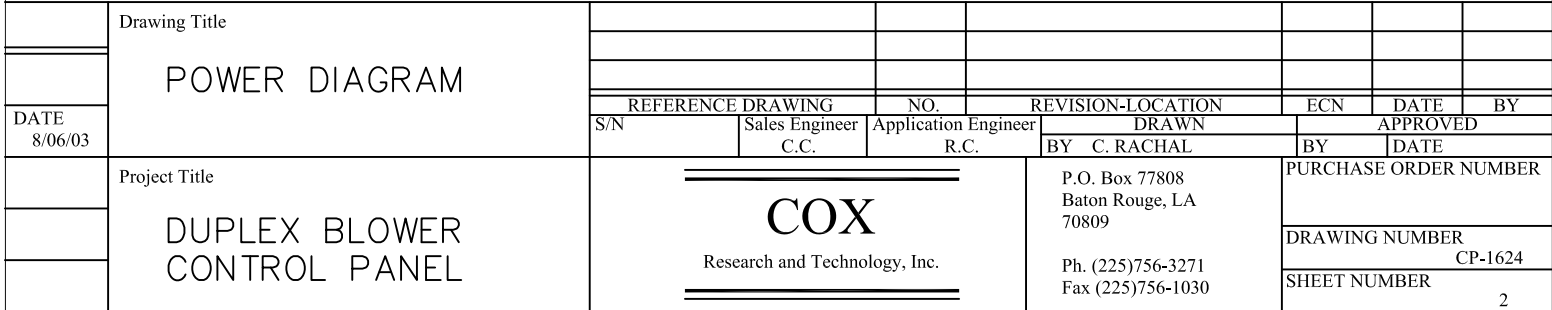 Drawing Title
POWER DIAGRAM
DATE
8/06/03
REFERENCE DRAWING NO. REVISION-LOCATION ECN DATE BY
S/N Sales Engineer Application Engineer DRAWN APPROVED
C.C. R.C. BY C. RACHAL BY DATE
Project Title
DUPLEX BLOWER
CONTROL PANEL
COX
Research and Technology, Inc.
P.O. Box 77808
Baton Rouge, LA
70809
Ph. (225)756-3271
Fax (225)756-1030
PURCHASE ORDER NUMBER
DRAWING NUMBER
CP-1624
SHEET NUMBER
2